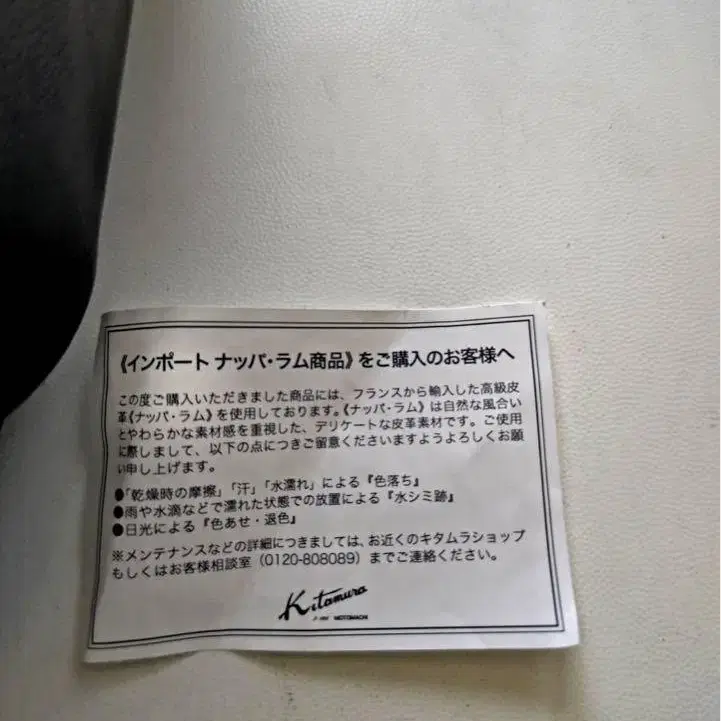 《インポート ナッパ・ラム商品》をご購入のお客様へ
この度ご購入いただきました商品には、フランスから輸入した高級皮
革《ナッパ・ラム》を使用しております。《ナッパ・ラム》は自然な風合い
とやわらかな素材感を重視した、デリケートな皮革素材です。ご使用
に際しまして、以下の点につきご留意くださいますようよろしくお願
い申し上げます。
●「乾燥時の摩擦」「汗」「水濡れ」による『色落ち』
●雨や水滴などで濡れた状態での放置による『水シミ跡』
●日光による『色あせ・退色』
※メンテナンスなどの詳細につきましては、お近くのキタムラショップ
もしくはお客様相談室（0120-808089）までご連絡ください。
Kitamura
MOTOMACHI